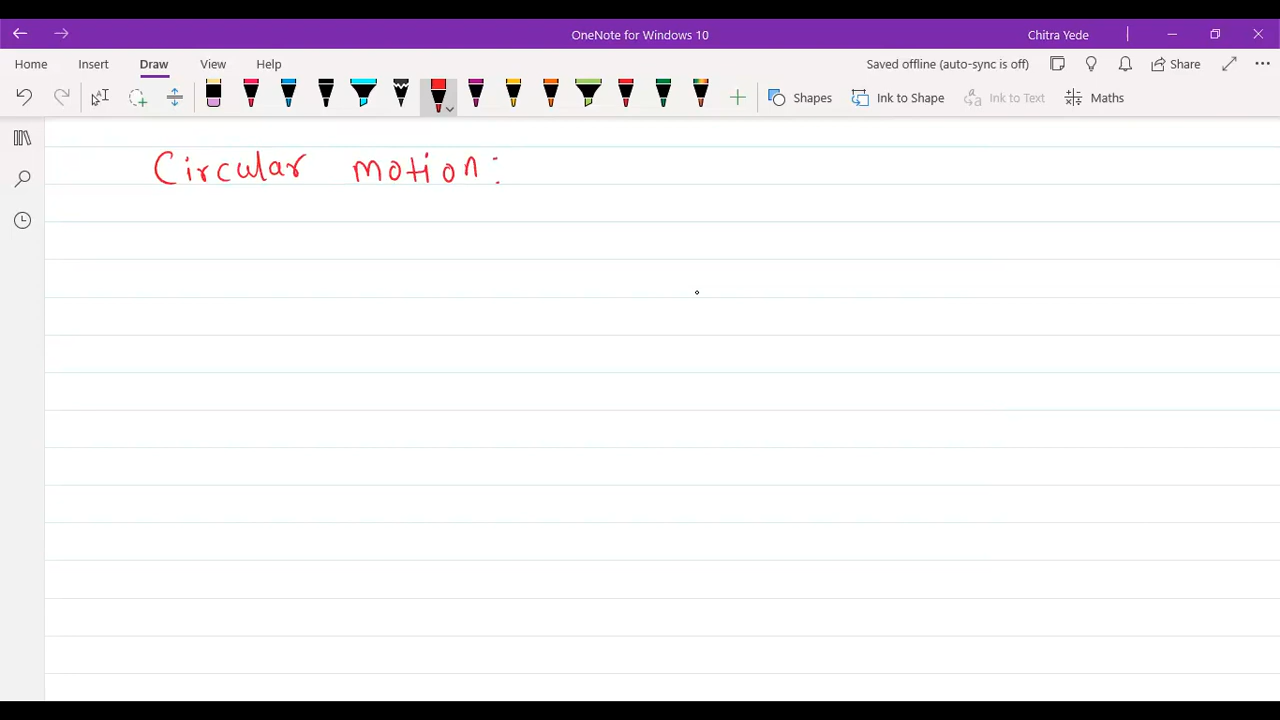 OneNote for Windows 10
Chitra Yede
Home Insert Draw View Help
Saved offline (auto-sync is off)
Share
Shapes
Ink to Shape
Ink to Text
Maths
Circular motion: